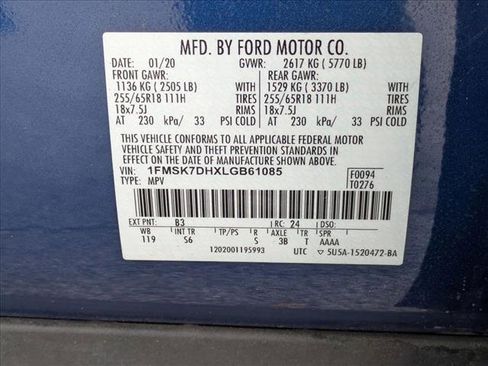 MFD. BY FORD MOTOR CO.
DATE: 01/20 GVWR: 2617 KG ( 5770 LB)
FRONT GAWR: REAR GAWR:
1136 KG ( 2505 LB) WITH 1529 KG ( 3370 LB)
255/65R18 111H TIRES 255/65R18 111H
18x7.5J RIMS 18x7.5J
AT 230 kPa/ 33 PSI COLD AT 230 kPa/ 33 PSI COLD
THIS VEHICLE CONFORMS TO ALL APPLICABLE FEDERAL MOTOR
VEHICLE SAFETY AND THEFT PREVENTION STANDARDS IN EFFECT
ON THE DATE OF MANUFACTURE SHOWN ABOVE.
VIN: 1FMSK7DHXLGB61085 F0094
TYPE: MPV T0276
EXT PNT: B3 RC: 24 DSO:
WB INT TR TP/PS R AXLE TR SPR
119 S6 S 3B T AAAA
1202001195993 UTC 5U5A-1520472-BA